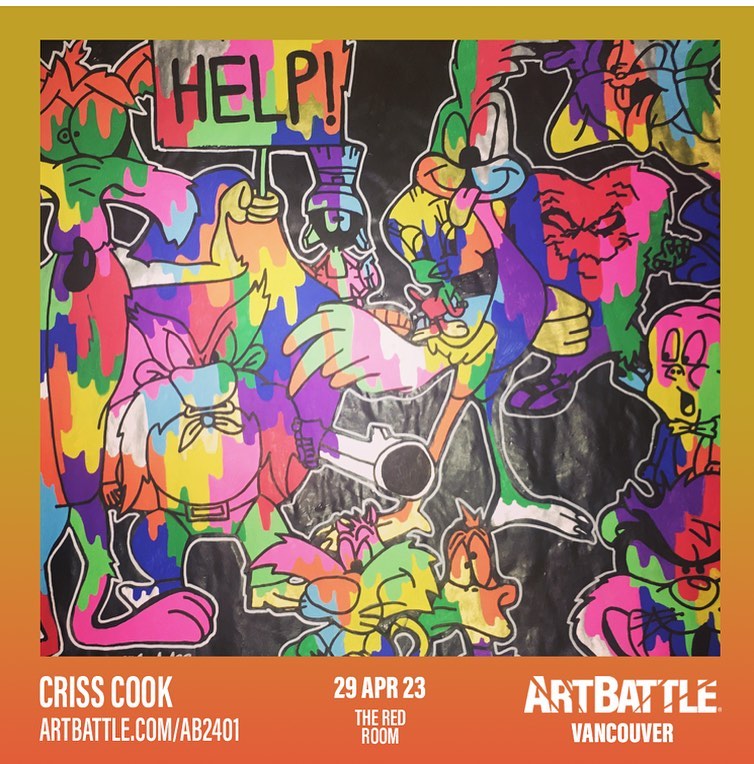 HELP!
CRISS COOK
ARTBATTLE.COM/AB2401
29 APR 23
THE RED
ROOM
ARTBATTLE
VANCOUVER